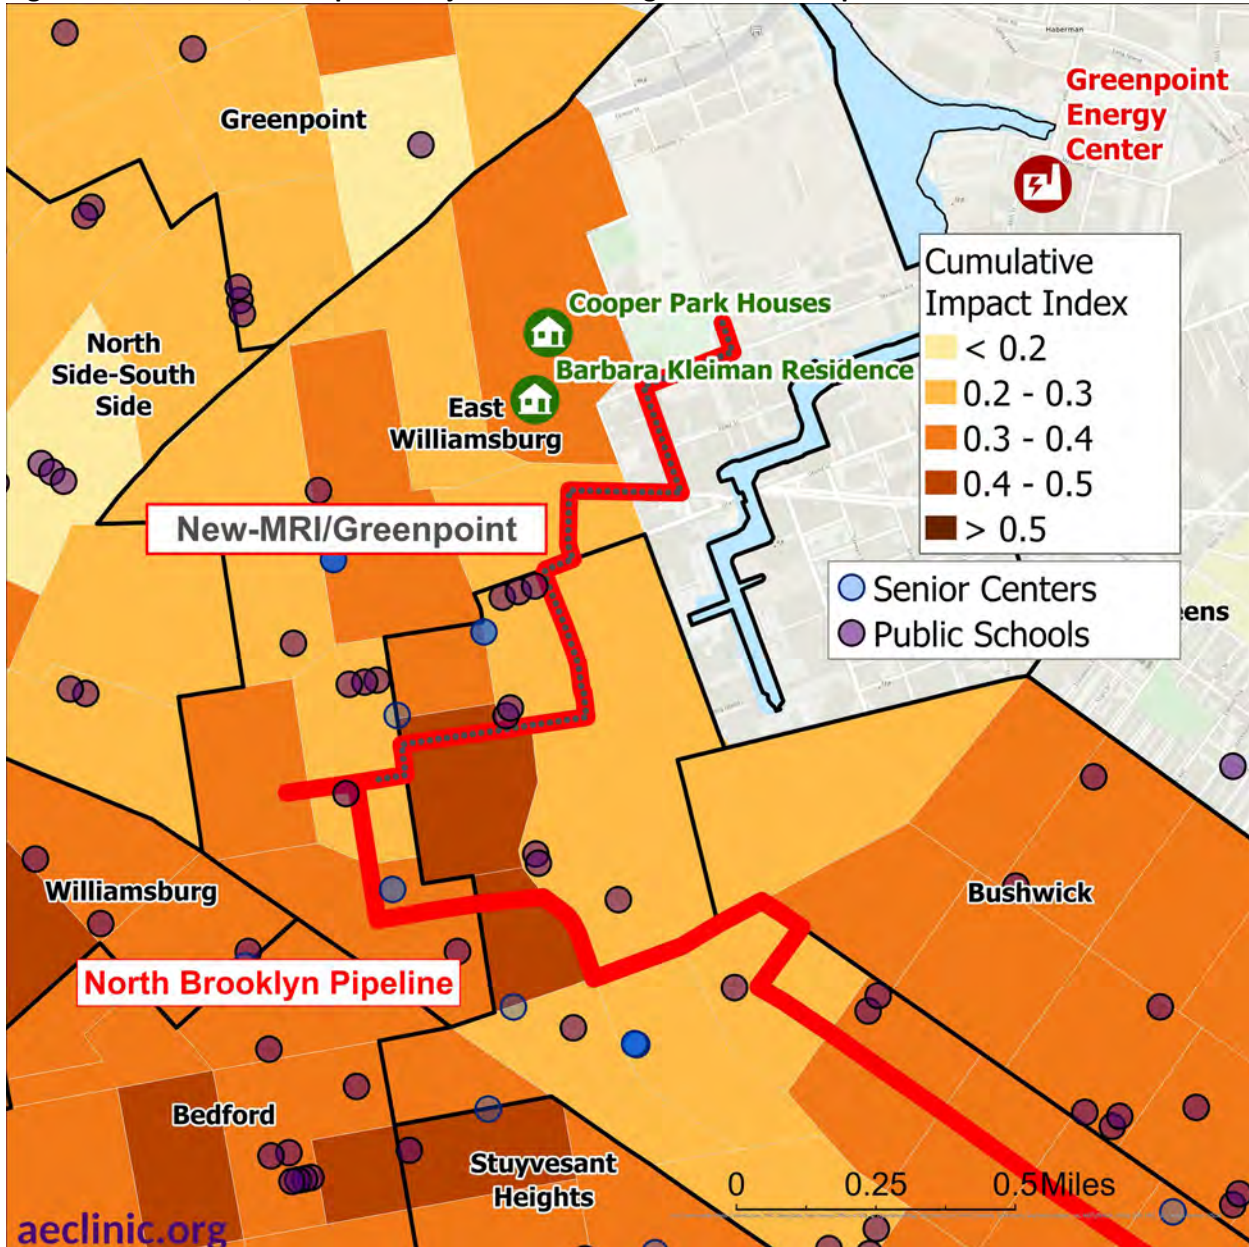 Haberman
Greenpoint
Energy
Center
Greenpoint
Cumulative
Impact Index
< 0.2
0.2 - 0.3
0.3 - 0.4
0.4 - 0.5
> 0.5
Cooper Park Houses
Barbara Kleiman Residence
North
Side-South
Side
East
Williamsburg
New-MRI/Greenpoint
Senior Centers
Public Schools
eens
Williamsburg
Bushwick
North Brooklyn Pipeline
Bedford
Stuyvesant
Heights
0 0.25 0.5Miles
aeclinic.org